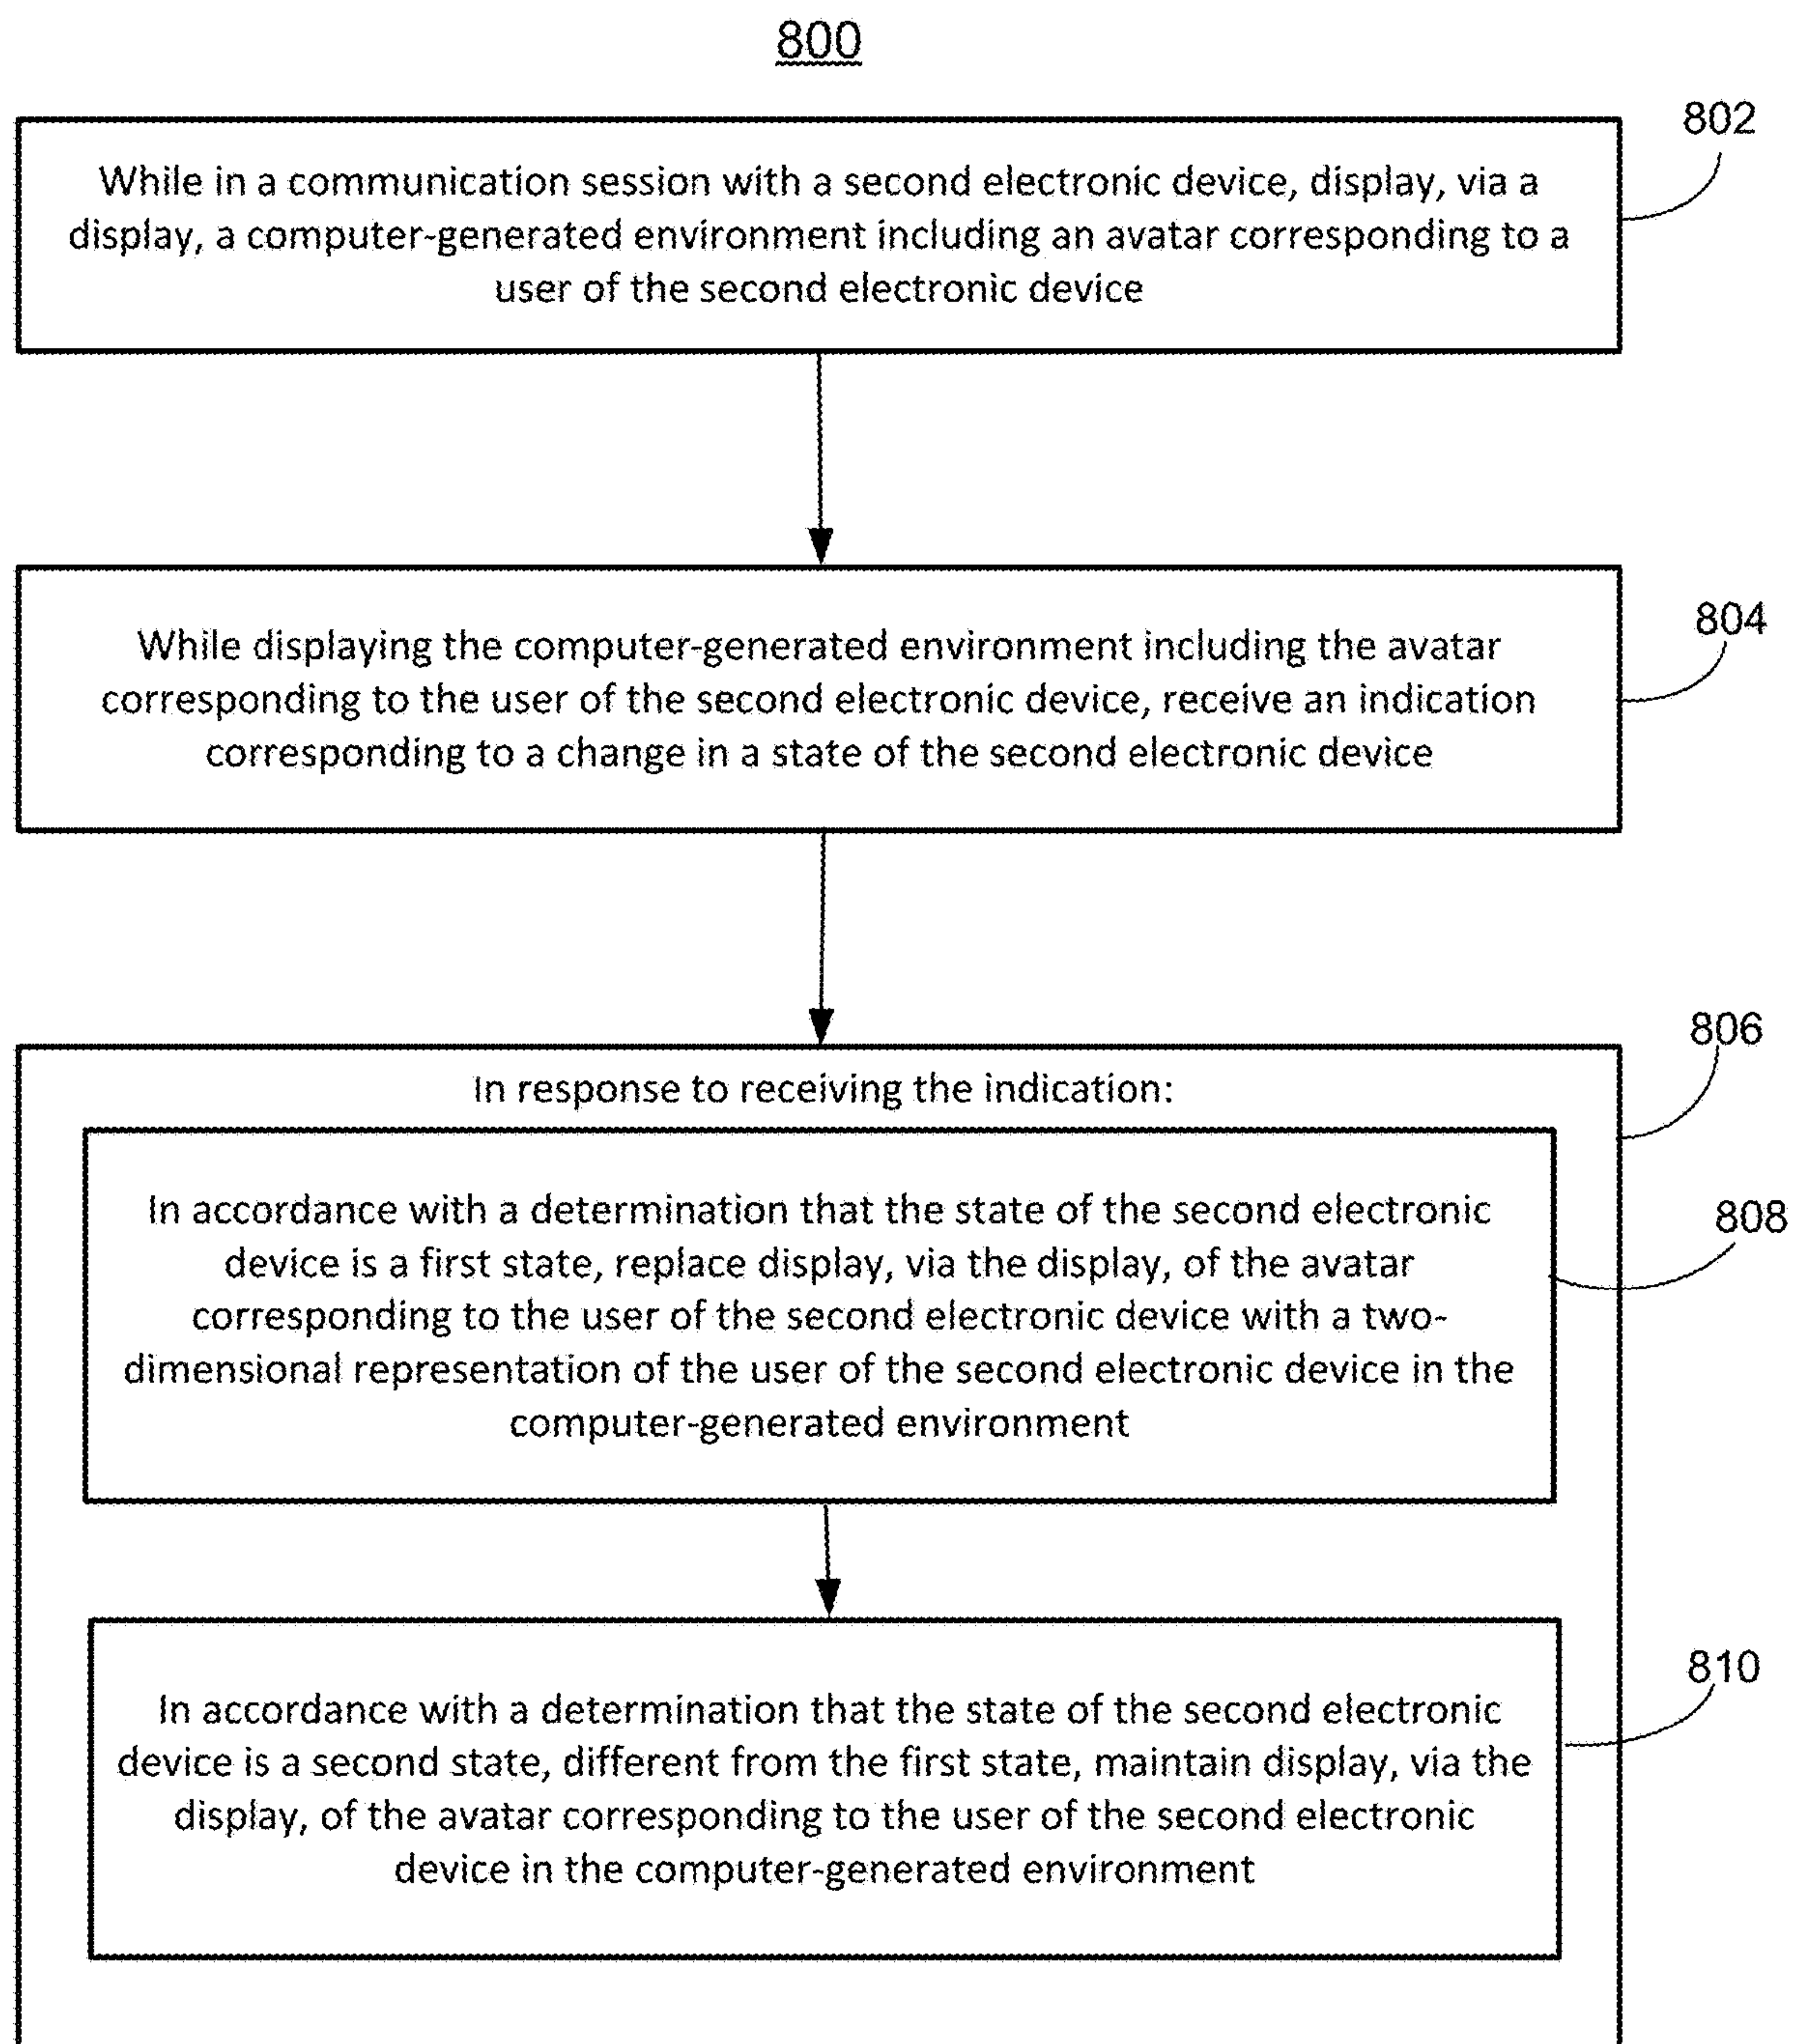 800
802
While in a communication session with a second electronic device, display, via a
display, a computer-generated environment including an avatar corresponding to a
user of the second electronic device
804
While displaying the computer-generated environment including the avatar
corresponding to the user of the second electronic device, receive an indication
corresponding to a change in a state of the second electronic device
806
In response to receiving the indication:
808
In accordance with a determination that the state of the second electronic
device is a first state, replace display, via the display, of the avatar
corresponding to the user of the second electronic device with a two-
dimensional representation of the user of the second electronic device in the
computer-generated environment
810
In accordance with a determination that the state of the second electronic
device is a second state, different from the first state, maintain display, via the
display, of the avatar corresponding to the user of the second electronic
device in the computer-generated environment